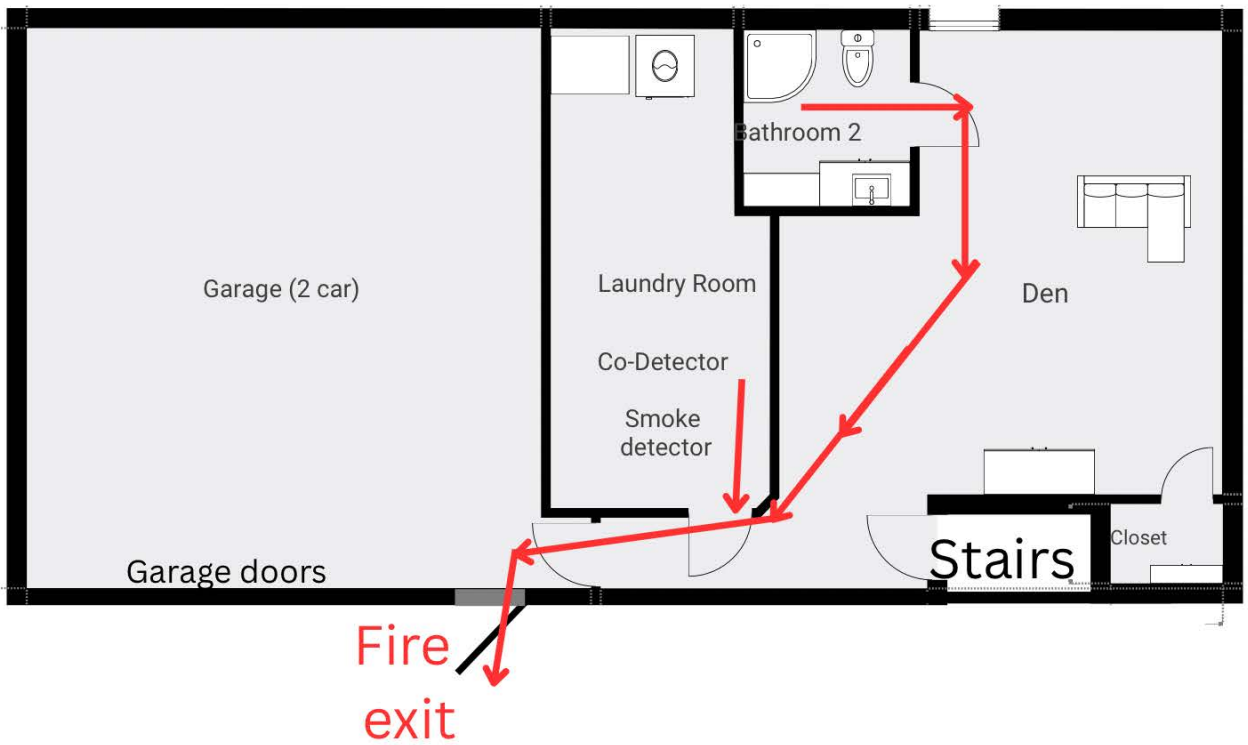 Bathroom 2
Garage (2 car)
Laundry Room
Den
Co-Detector
Smoke
detector
Garage doors
Stairs
Closet
Fire
exit